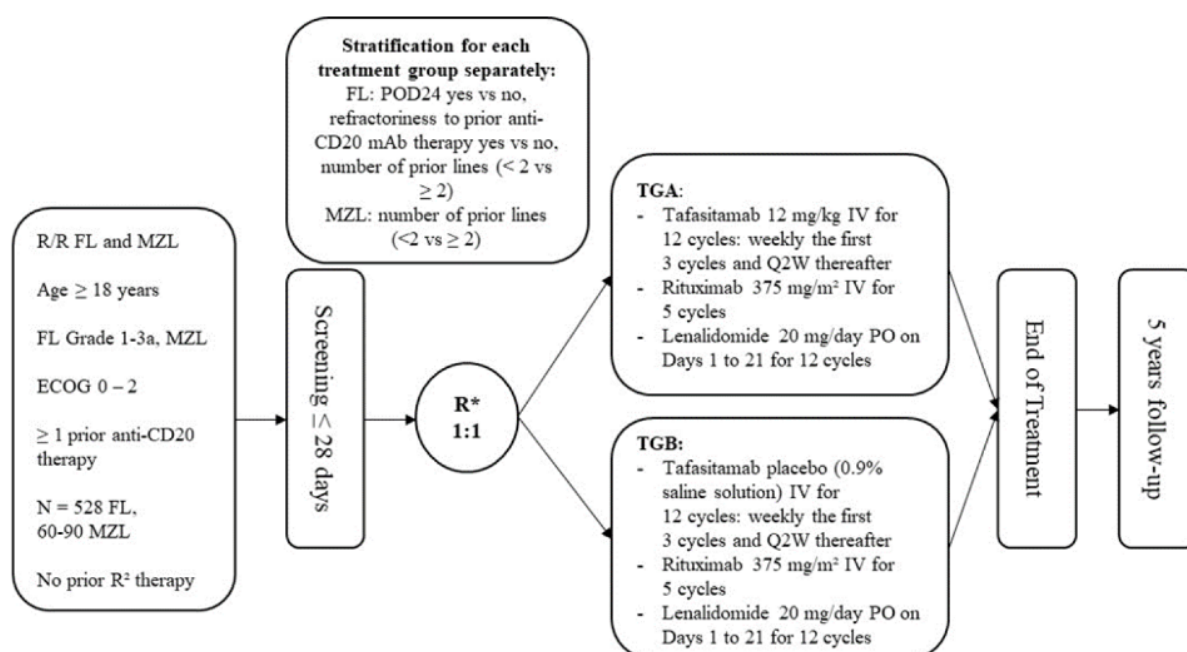 Stratification for each
treatment group separately:
FL: POD24 yes vs no,
refractoriness to prior anti-
CD20 mAb therapy yes vs no,
number of prior lines (< 2 vs
≥ 2)
MZL: number of prior lines
(<2 vs ≥ 2)
R/R FL and MZL
Age ≥ 18 years
FL Grade 1-3a, MZL
ECOG 0 – 2
≥ 1 prior anti-CD20
therapy
N = 528 FL,
60-90 MZL
No prior R² therapy
Screening ≤ 28 days
R*
1:1
TGA:
- Tafasitamab 12 mg/kg IV for
12 cycles: weekly the first
3 cycles and Q2W thereafter
- Rituximab 375 mg/m² IV for
5 cycles
- Lenalidomide 20 mg/day PO on
Days 1 to 21 for 12 cycles
TGB:
- Tafasitamab placebo (0.9%
saline solution) IV for
12 cycles: weekly the first
3 cycles and Q2W thereafter
- Rituximab 375 mg/m² IV for
5 cycles
- Lenalidomide 20 mg/day PO on
Days 1 to 21 for 12 cycles
End of Treatment
5 years follow-up